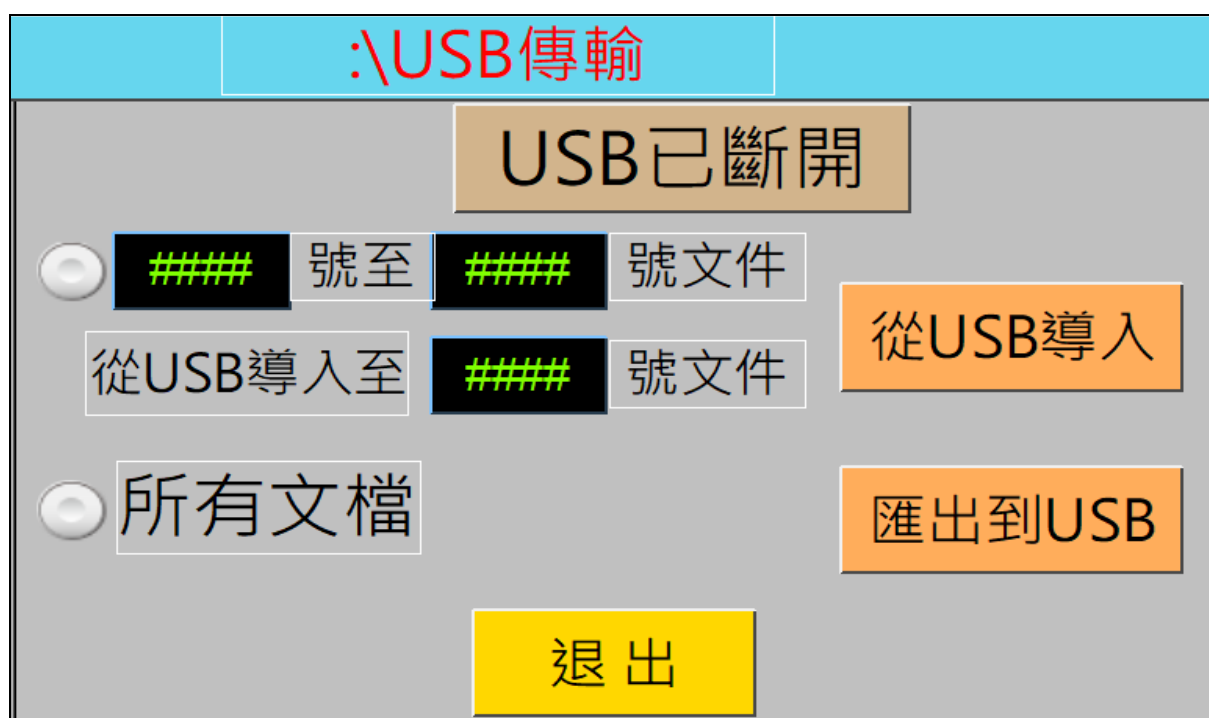 :\USB傳輸
USB已斷開
#### 號至 #### 號文件
從USB導入
從USB導入至 #### 號文件
所有文檔
匯出到USB
退 出